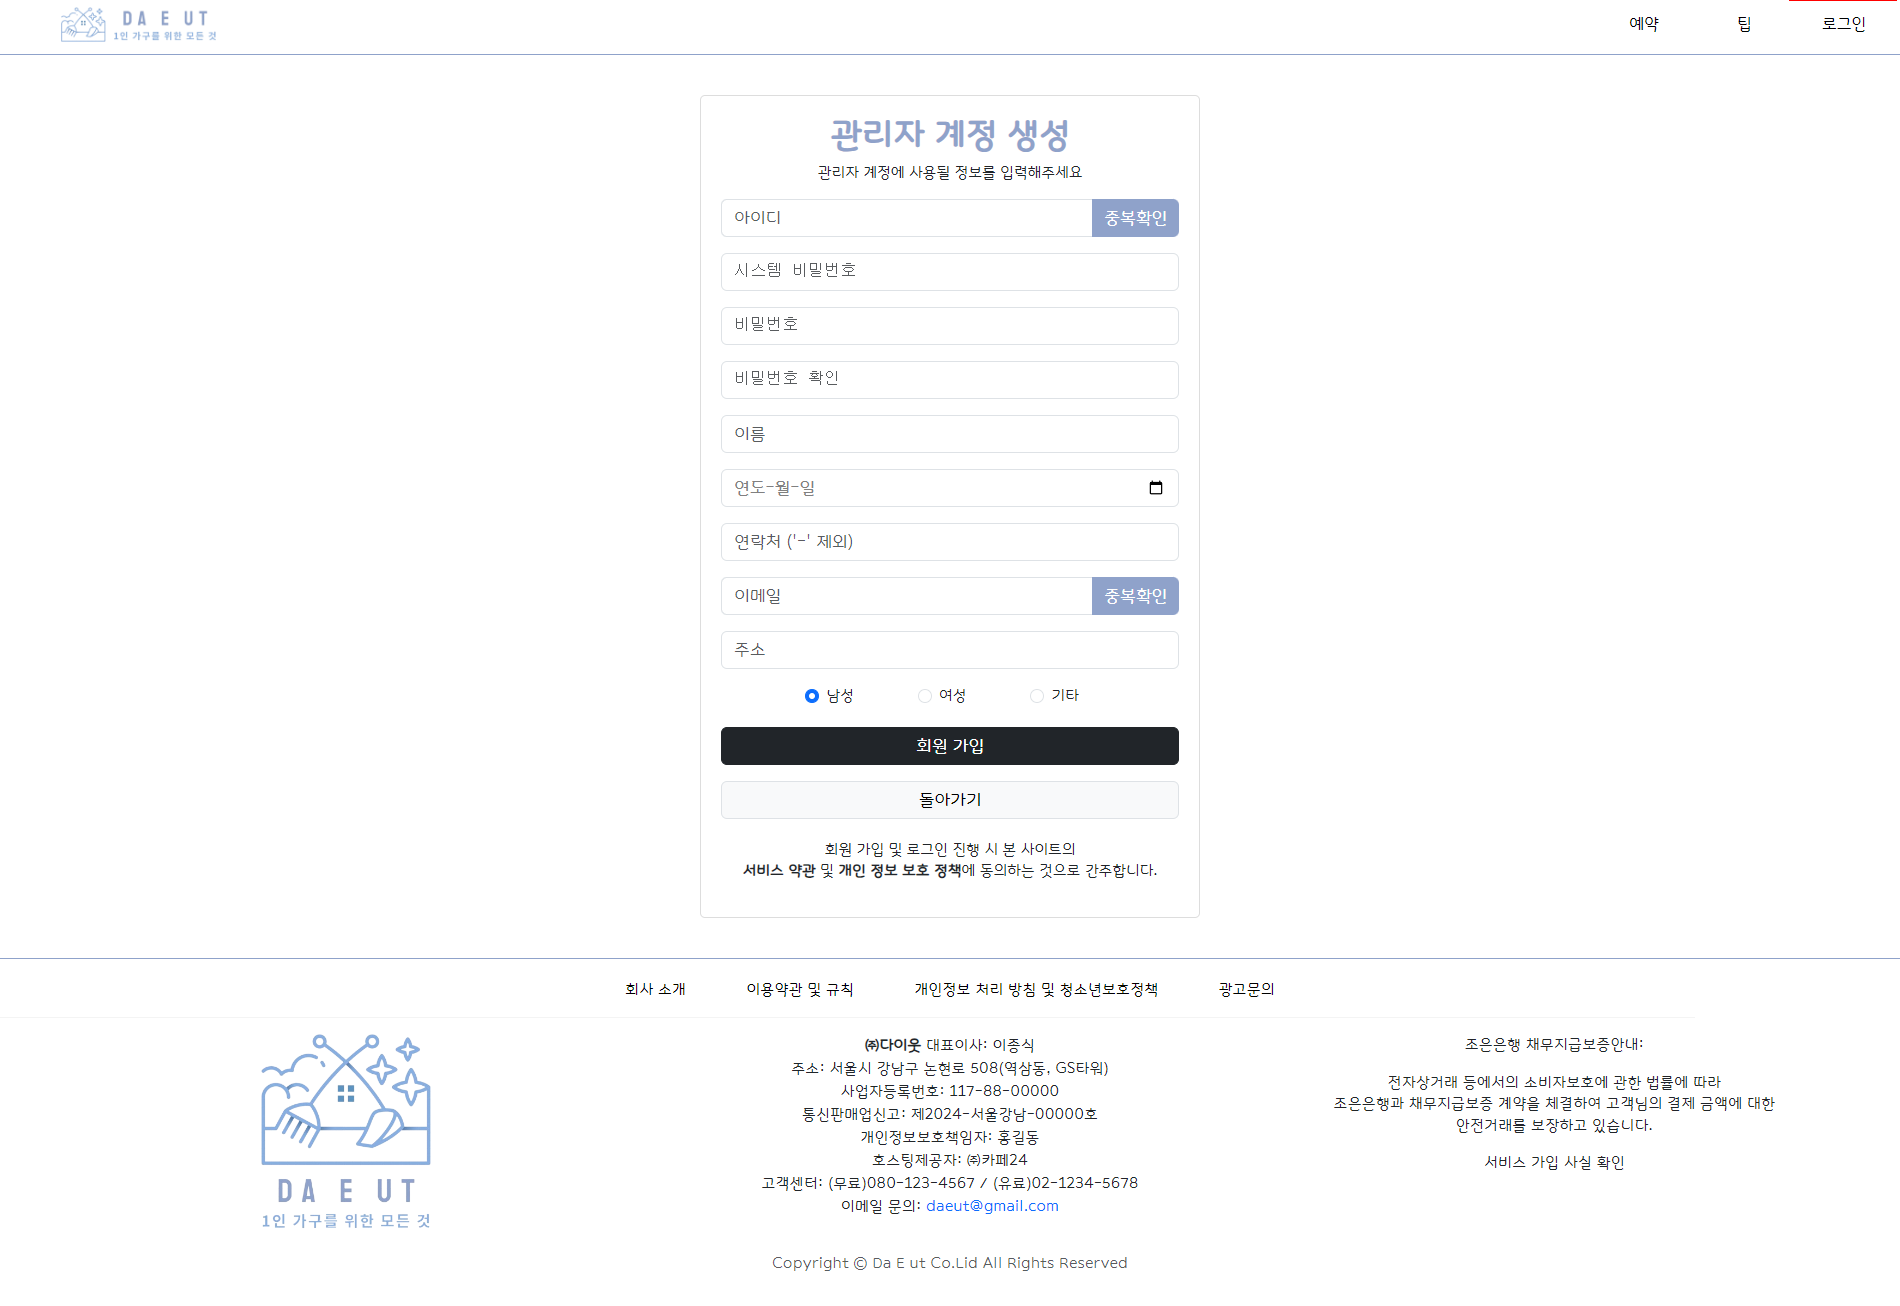 DA E UT
1인 가구를 위한 모든 것
예약
팁
로그인
관리자 계정 생성
관리자 계정에 사용될 정보를 입력해주세요
아이디
중복확인
시스템 비밀번호
비밀번호
비밀번호 확인
이름
연도-월-일
연락처 ('-' 제외)
이메일
중복확인
주소
남성
여성
기타
회원 가입
돌아가기
회원 가입 및 로그인 진행 시 본 사이트의
서비스 약관 및 개인 정보 보호 정책에 동의하는 것으로 간주합니다.
회사 소개
이용약관 및 규칙
개인정보 처리 방침 및 청소년보호정책
광고문의
DA E UT
1인 가구를 위한 모든 것
㈜다이웃 대표이사: 이종식
주소: 서울시 강남구 논현로 508(역삼동, GS타워)
사업자등록번호: 117-88-00000
통신판매업신고: 제2024-서울강남-00000호
개인정보보호책임자: 홍길동
호스팅제공자: ㈜카페24
고객센터: (무료)080-123-4567 / (유료)02-1234-5678
이메일 문의: daeut@gmail.com
조은은행 채무지급보증안내:
전자상거래 등에서의 소비자보호에 관한 법률에 따라
조은은행과 채무지급보증 계약을 체결하여 고객님의 결제 금액에 대한
안전거래를 보장하고 있습니다.
서비스 가입 사실 확인
Copyright © Da E ut Co.Lid All Rights Reserved